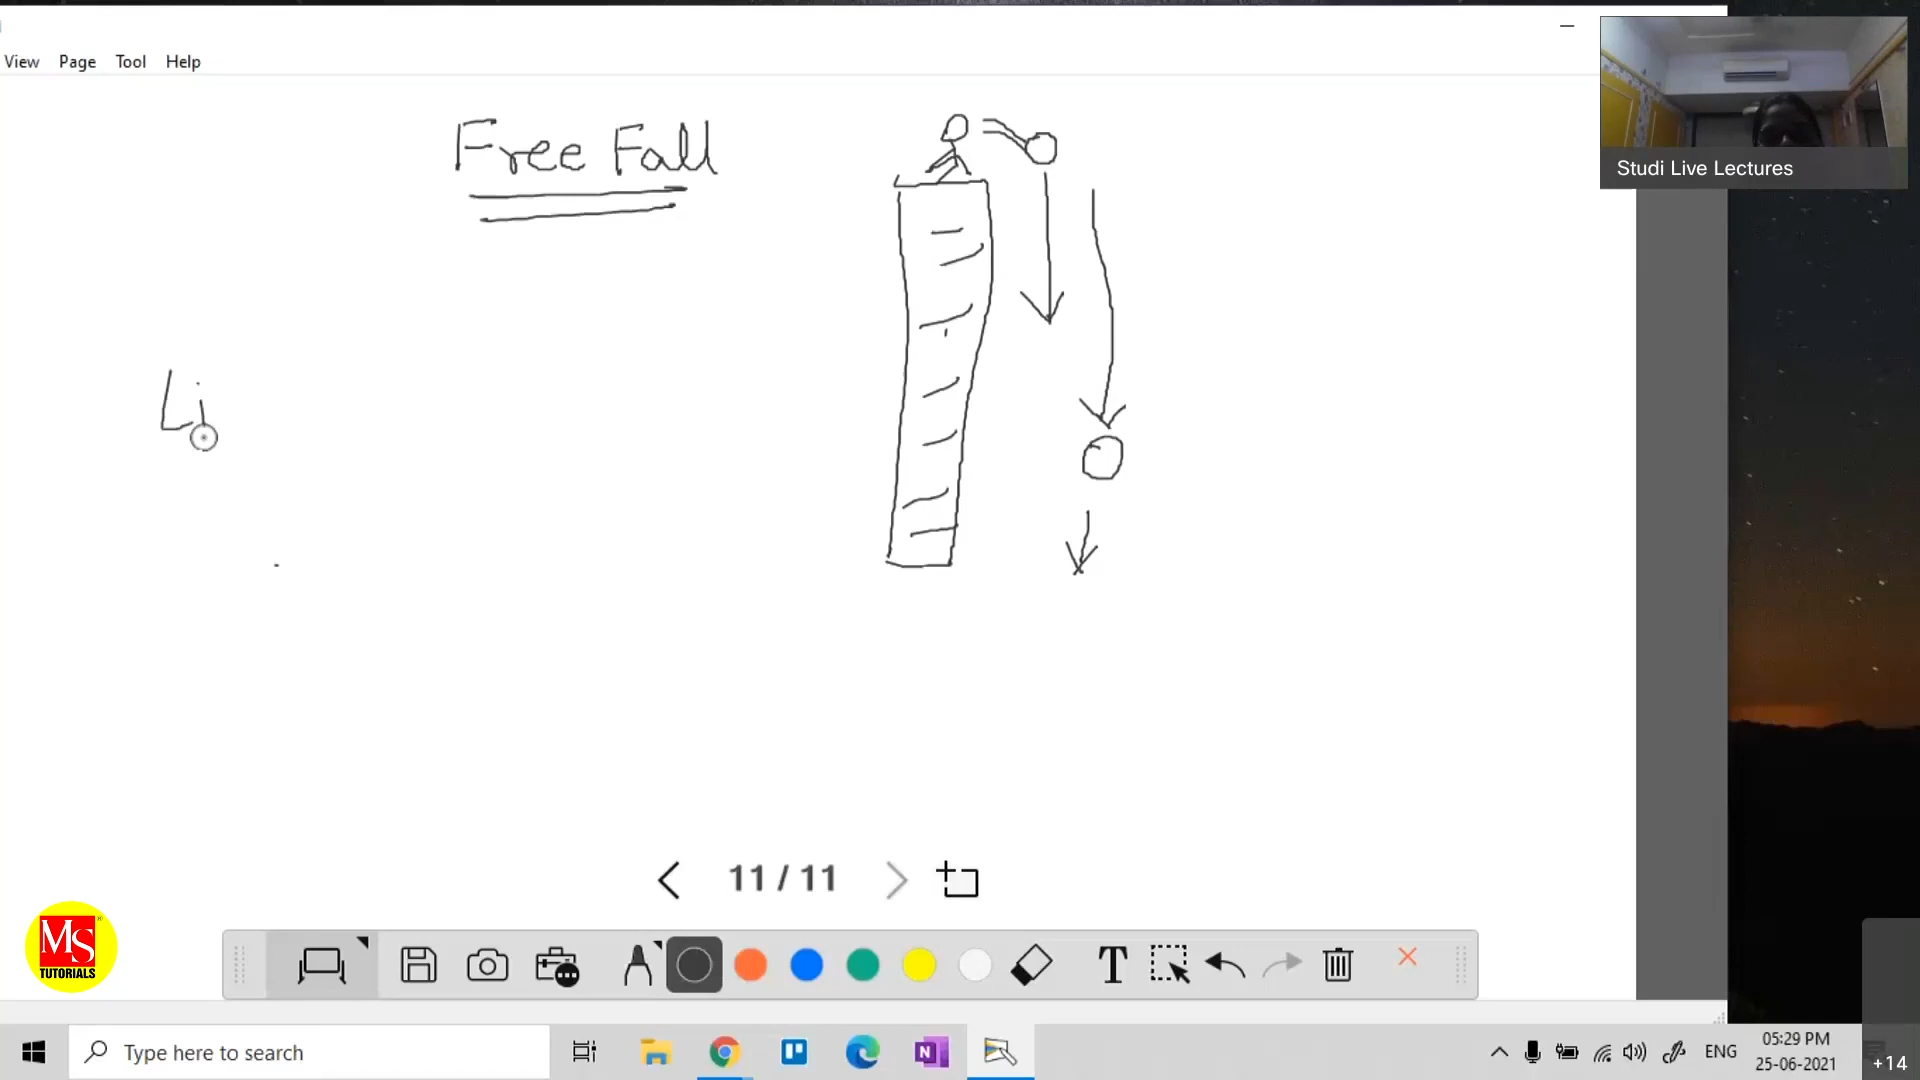 View Page Tool Help
Studi Live Lectures
Free Fall
Li
11 / 11
MS
TUTORIALS
T
Type here to search
N
ENG
05:29 PM
25-06-2021
+14